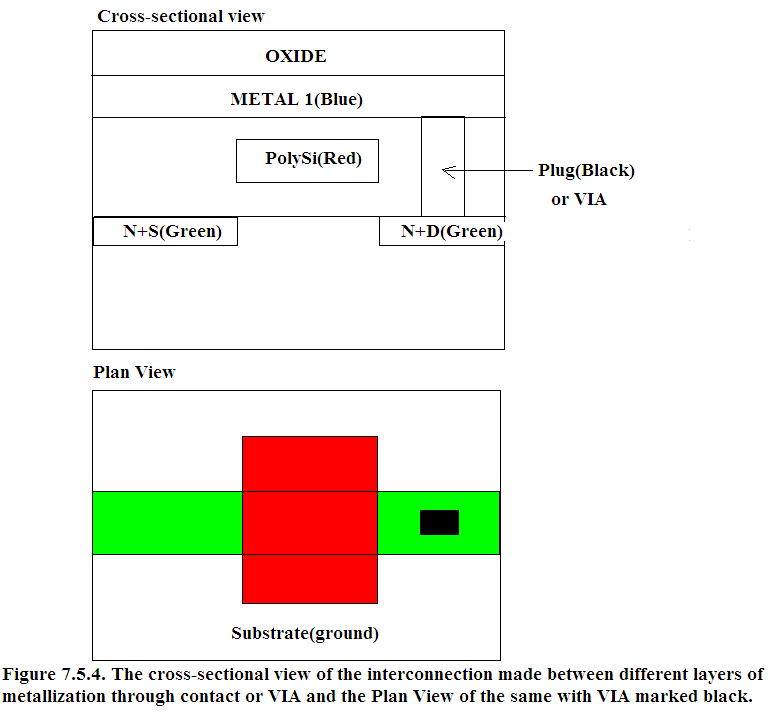 Cross-sectional view
OXIDE
METAL 1(Blue)
PolySi(Red)
Plug(Black)
or VIA
N+S(Green)
N+D(Green)
Plan View
Substrate(ground)
Figure 7.5.4. The cross-sectional view of the interconnection made between different layers of
metallization through contact or VIA and the Plan View of the same with VIA marked black.